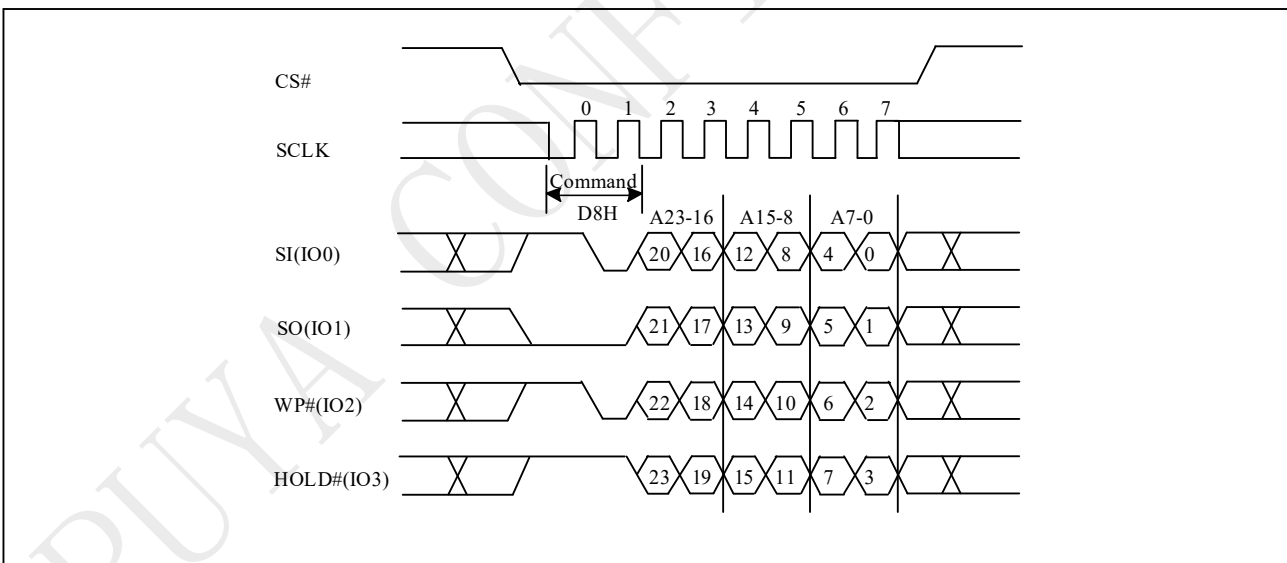 CS#
0 1 2 3 4 5 6 7
SCLK
Command
D8H
A23-16 A15-8 A7-0
SI(IO0) 20 16 12 8 4 0
SO(IO1) 21 17 13 9 5 1
WP#(IO2) 22 18 14 10 6 2
HOLD#(IO3) 23 19 15 11 7 3
PUYA CONF